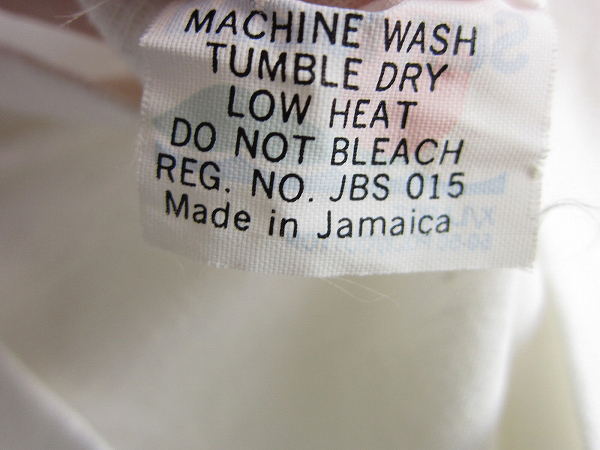 MACHINE WASH
TUMBLE DRY
LOW HEAT
DO NOT BLEACH
REG. NO. JBS 015
Made in Jamaica